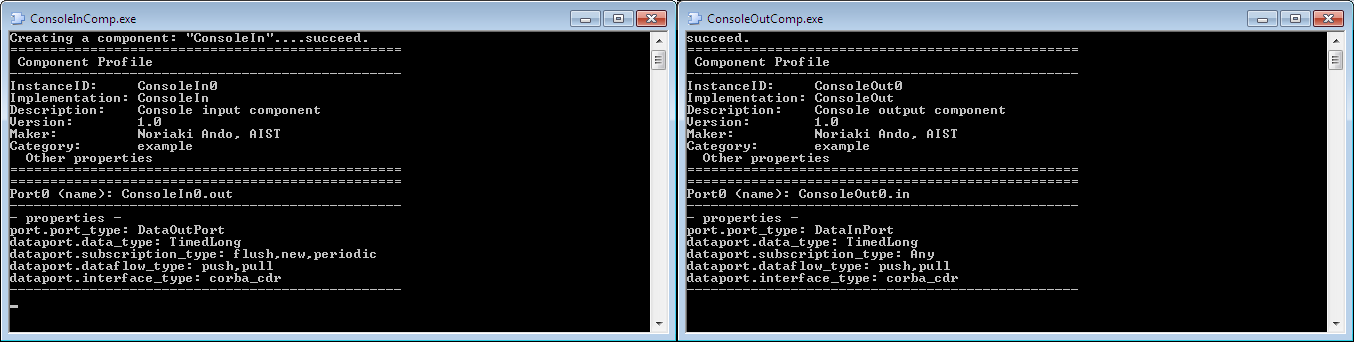 ConsoleInComp.exe
Creating a component: "ConsoleIn"....succeed.
=================================================
 Component Profile
-------------------------------------------------
InstanceID:     ConsoleIn0
Implementation: ConsoleIn
Description:    Console input component
Version:        1.0
Maker:          Noriaki Ando, AIST
Category:       example
  Other properties
=================================================
=================================================
Port0 (name): ConsoleIn0.out
-------------------------------------------------
- properties -
port.port_type: DataOutPort
dataport.data_type: TimedLong
dataport.subscription_type: flush,new,periodic
dataport.dataflow_type: push,pull
dataport.interface_type: corba_cdr
-------------------------------------------------
ConsoleOutComp.exe
succeed.
=================================================
 Component Profile
-------------------------------------------------
InstanceID:     ConsoleOut0
Implementation: ConsoleOut
Description:    Console output component
Version:        1.0
Maker:          Noriaki Ando, AIST
Category:       example
  Other properties
=================================================
=================================================
Port0 (name): ConsoleOut0.in
-------------------------------------------------
- properties -
port.port_type: DataInPort
dataport.data_type: TimedLong
dataport.subscription_type: Any
dataport.dataflow_type: push,pull
dataport.interface_type: corba_cdr
-------------------------------------------------